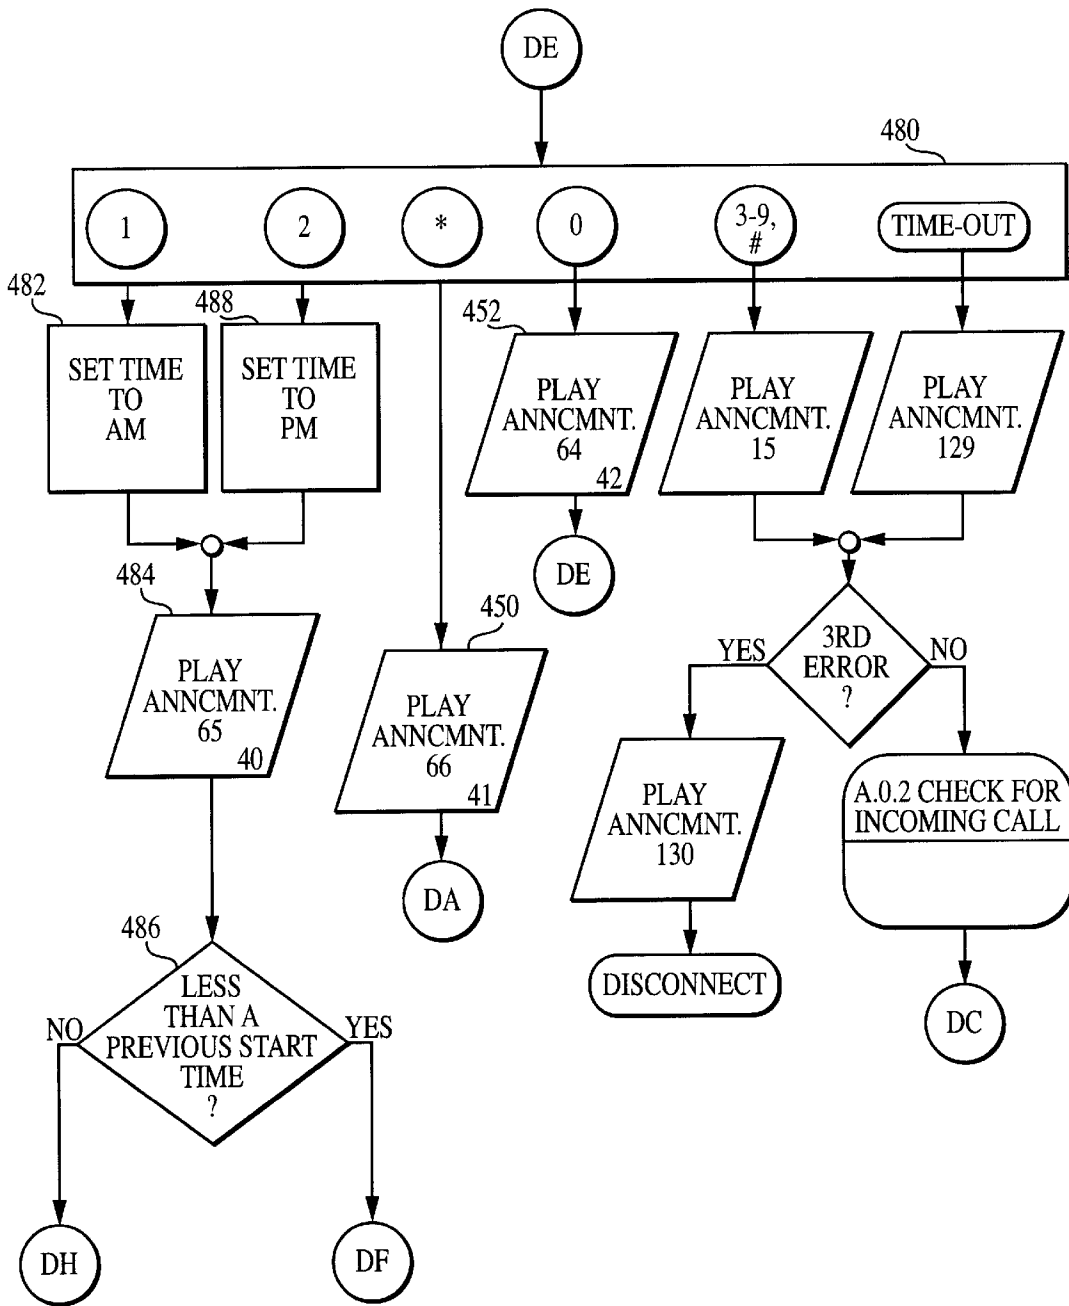 DE
480
1
2
*
0
3-9,
#
TIME-OUT
482
SET TIME
TO
AM
488
SET TIME
TO
PM
452
PLAY
ANNCMNT.
64
42
PLAY
ANNCMNT.
15
PLAY
ANNCMNT.
129
DE
484
PLAY
ANNCMNT.
65
40
450
PLAY
ANNCMNT.
66
41
DA
YES
3RD
ERROR
?
NO
PLAY
ANNCMNT.
130
DISCONNECT
A.0.2 CHECK FOR
INCOMING CALL
DC
486
NO
LESS
THAN A
PREVIOUS START
TIME
?
YES
DH
DF